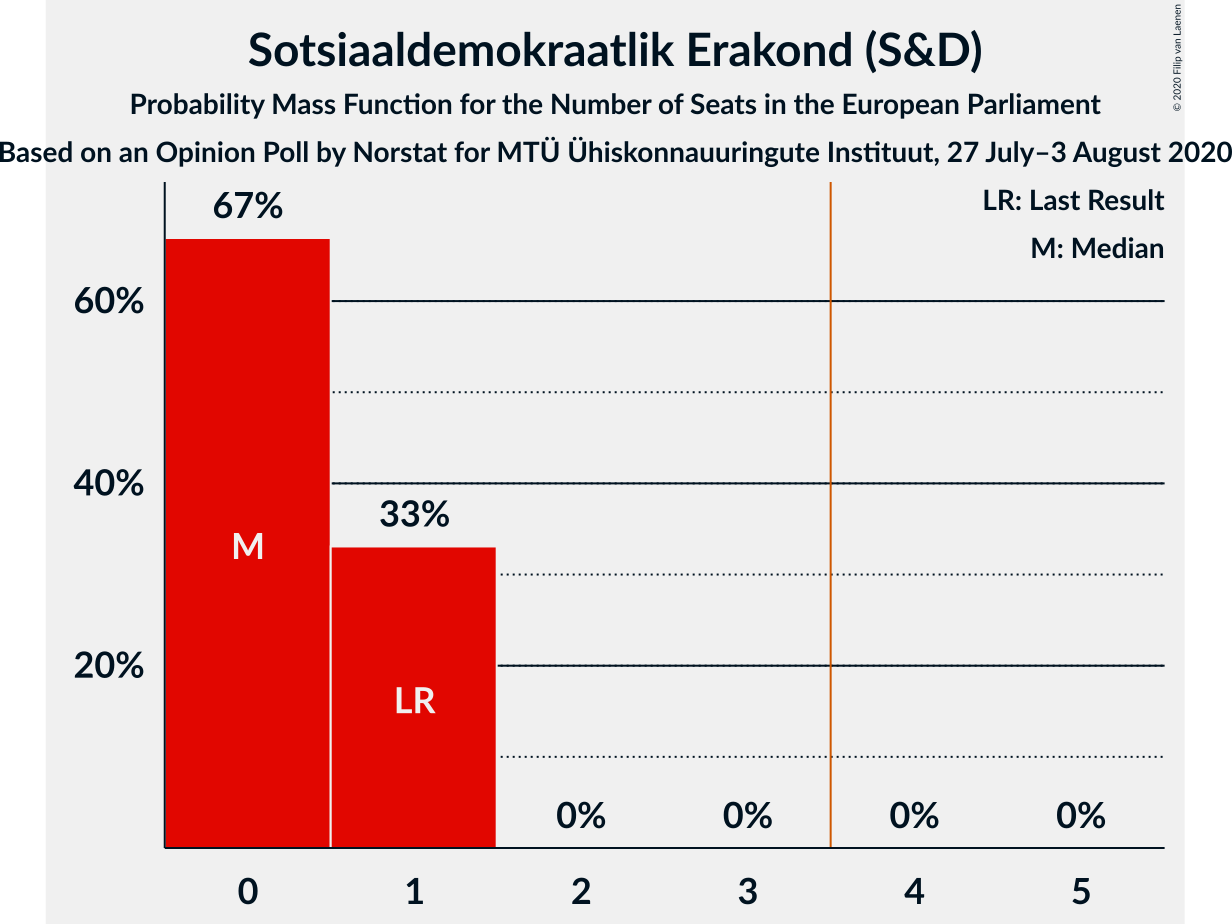 Sotsiaaldemokraatlik Erakond (S&D)
Probability Mass Function for the Number of Seats in the European Parliament
Based on an Opinion Poll by Norstat for MTÜ Ühiskonnauuringute Instituut, 27 July–3 August 2020
© 2020 Filip van Laenen
LR: Last Result
M: Median
67%
60%
40%
33%
M
20%
LR
0% 0% 0% 0%
0 1 2 3 4 5